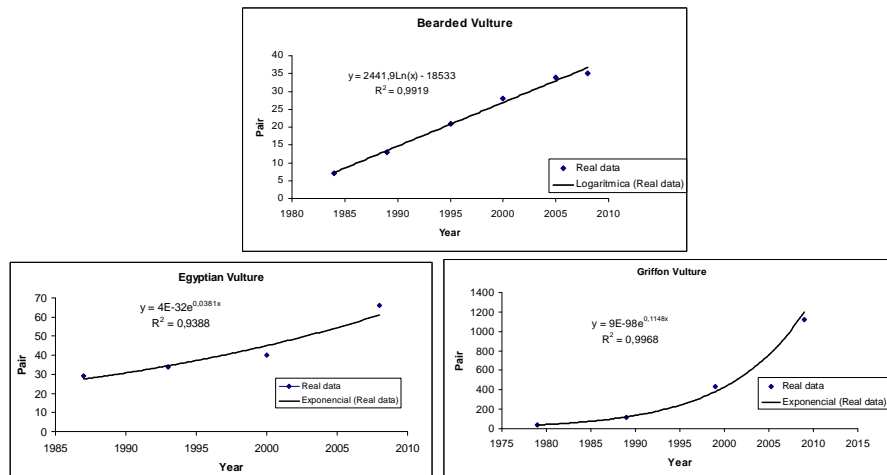 Bearded Vulture
40
35
30
25
20
15
10
5
0
Pair
y = 2441,9Ln(x) - 18533
R² = 0,9919
Real data
Logarítmica (Real data)
1980 1985 1990 1995 2000 2005 2010
Year
Egyptian Vulture
70
60
50
40
30
20
10
0
Pair
y = 4E-32e^0,0381x
R² = 0,9388
Real data
Exponencial (Real data)
1985 1990 1995 2000 2005 2010
Year
Griffon Vulture
1400
1200
1000
800
600
400
200
0
Pair
y = 9E-98e^0,1148x
R² = 0,9968
Real data
Exponencial (Real data)
1975 1980 1985 1990 1995 2000 2005 2010 2015
Year